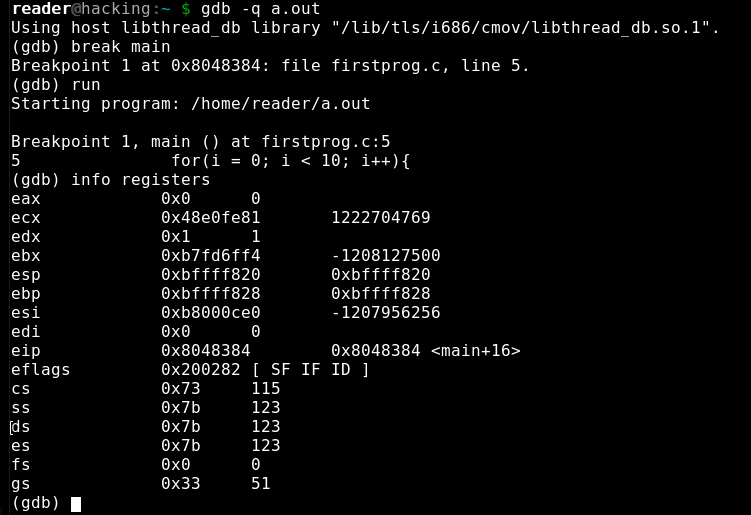 reader@hacking:~ $ gdb -q a.out
Using host libthread_db library "/lib/tls/i686/cmov/libthread_db.so.1".
(gdb) break main
Breakpoint 1 at 0x8048384: file firstprog.c, line 5.
(gdb) run
Starting program: /home/reader/a.out
Breakpoint 1, main () at firstprog.c:5
5               for(i = 0; i < 10; i++){
(gdb) info registers
eax            0x0      0
ecx            0x48e0fe81       1222704769
edx            0x1      1
ebx            0xb7fd6ff4       -1208127500
esp            0xbffff820       0xbffff820
ebp            0xbffff828       0xbffff828
esi            0xb8000ce0       -1207956256
edi            0x0      0
eip            0x8048384        0x8048384 <main+16>
eflags         0x200282 [ SF IF ID ]
cs             0x73     115
ss             0x7b     123
ds             0x7b     123
es             0x7b     123
fs             0x0      0
gs             0x33     51
(gdb)